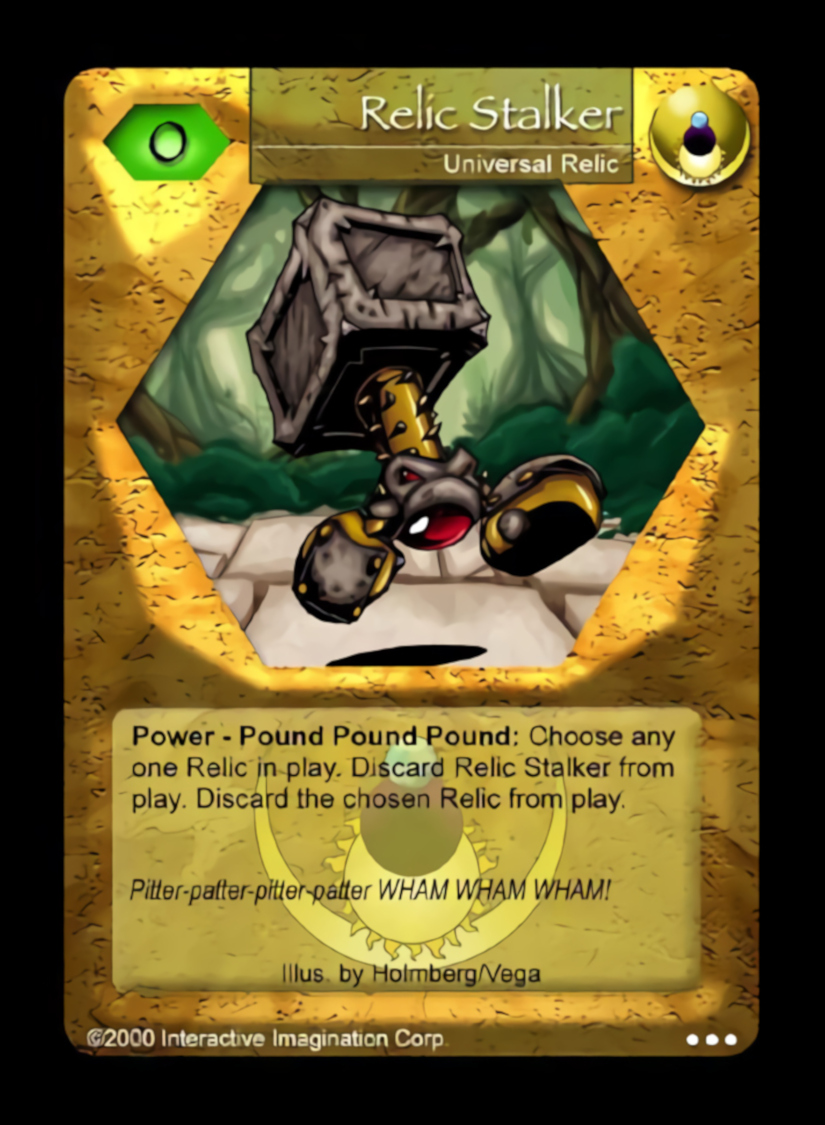 0
Relic Stalker
Universal Relic
Power - Pound Pound Pound: Choose any
one Relic in play. Discard Relic Stalker from
play. Discard the chosen Relic from play.
Pitter-patter-pitter-patter WHAM WHAM WHAM!
Illus. by Holmberg/Vega
©2000 Interactive Imagination Corp.